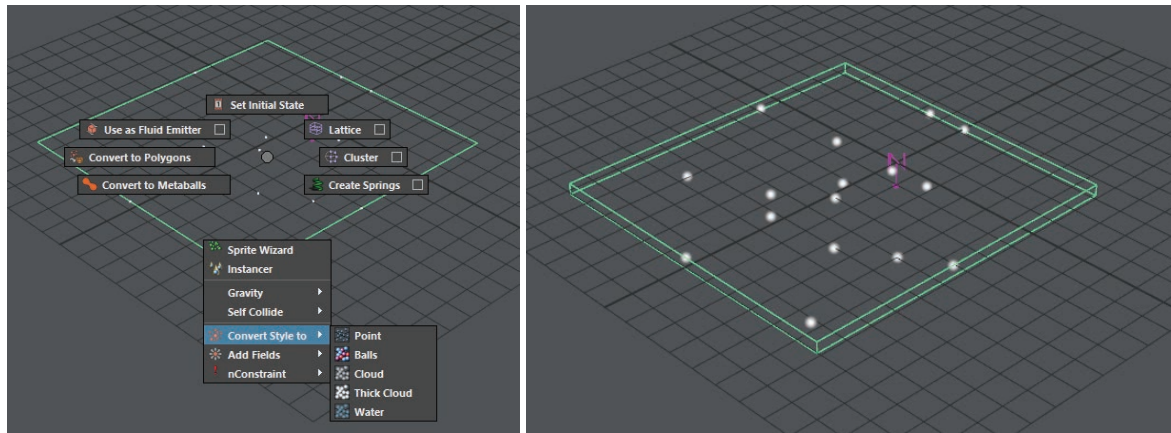 Set Initial State
Use as Fluid Emitter
Lattice
Convert to Polygons
Cluster
Convert to Metaballs
Create Springs
Sprite Wizard
Instancer
Gravity
Self Collide
Convert Style to
Add Fields
nConstraint
Point
Balls
Cloud
Thick Cloud
Water
N